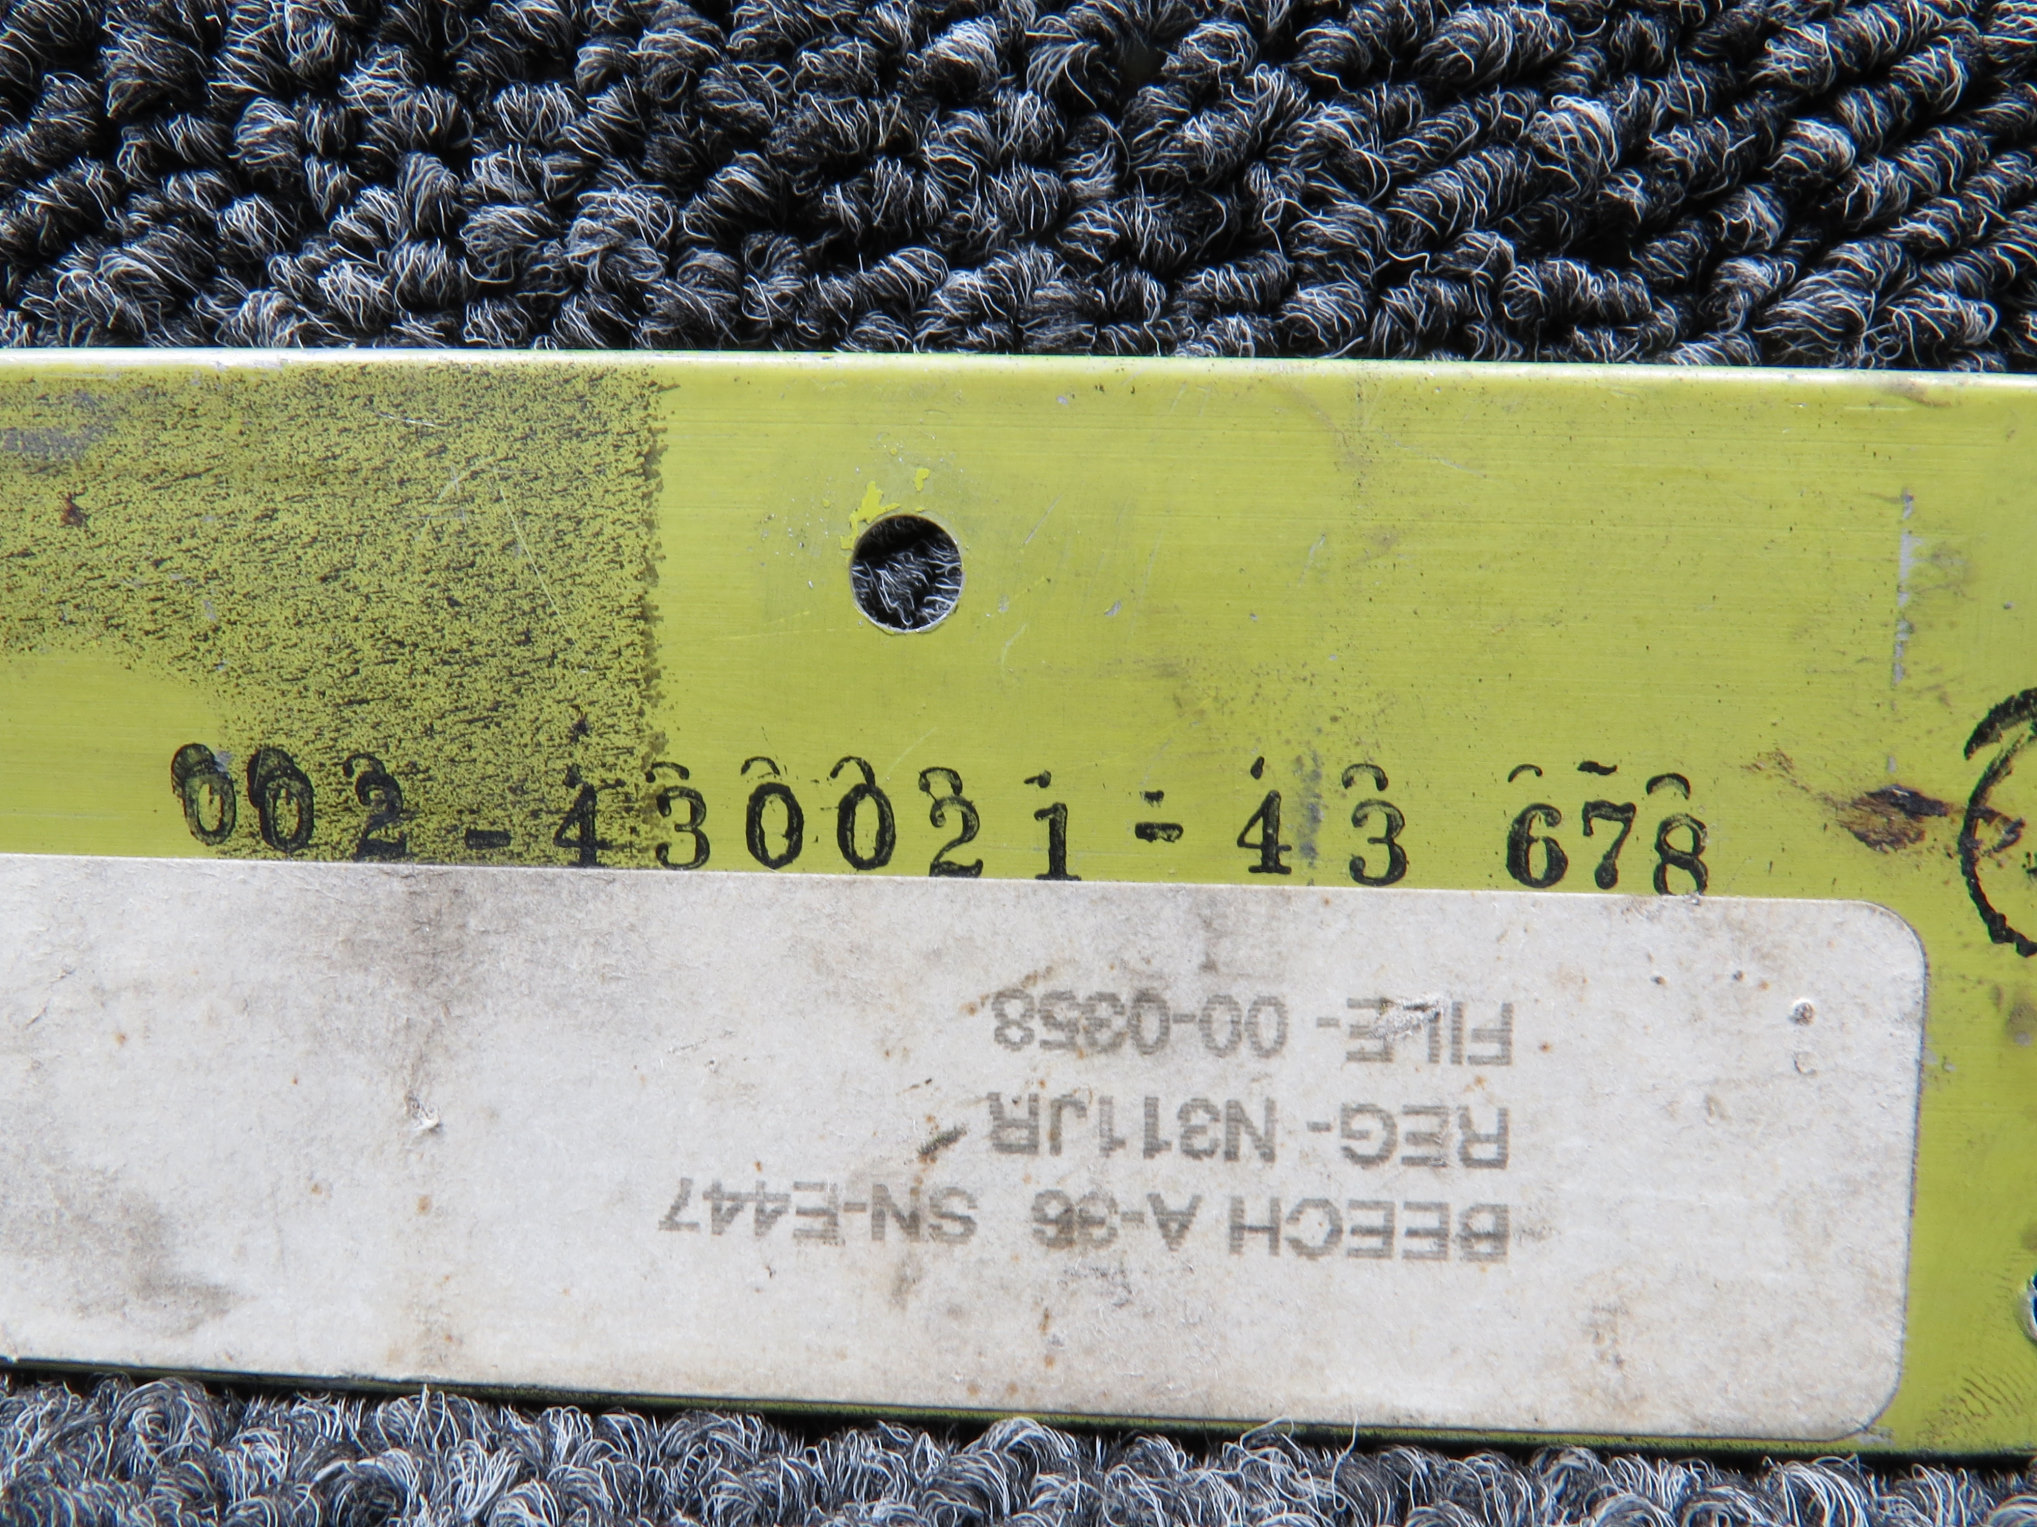 002-430021-43 678
BEECH A-36 SN-E447
REG- N311JR
FILE- 00-0358